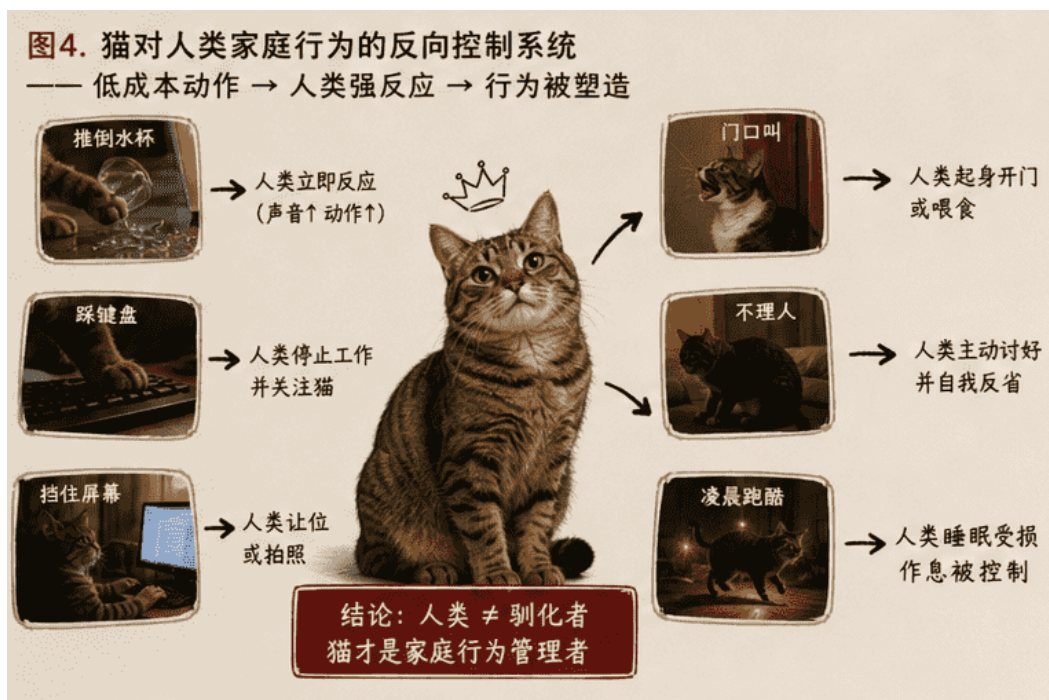 图4. 猫对人类家庭行为的反向控制系统
—— 低成本动作 → 人类强反应 → 行为被塑造
推倒水杯
人类立即反应
(声音↑ 动作↑)
踩键盘
人类停止工作
并关注猫
挡住屏幕
人类让位
或拍照
门口叫
人类起身开门
或喂食
不理人
人类主动讨好
并自我反省
凌晨跑酷
人类睡眠受损
作息被控制
结论: 人类 ≠ 驯化者
猫才是家庭行为管理者